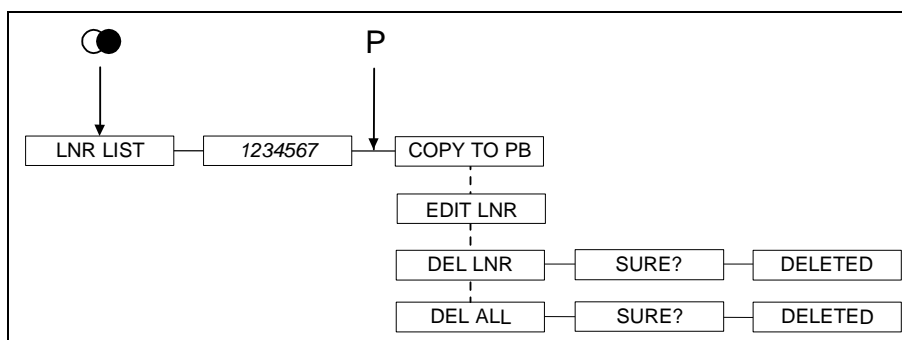 P
LNR LIST 1234567 COPY TO PB
EDIT LNR
DEL LNR SURE? DELETED
DEL ALL SURE? DELETED